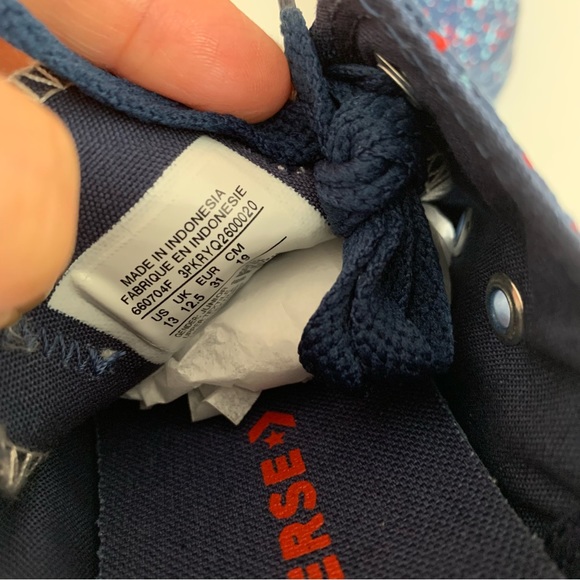 MADE IN INDONESIA
FABRIQUE EN INDONESIE
660704F 3PKRYQ2600020
US UK EUR CM
13 12.5 31 19
ERSE